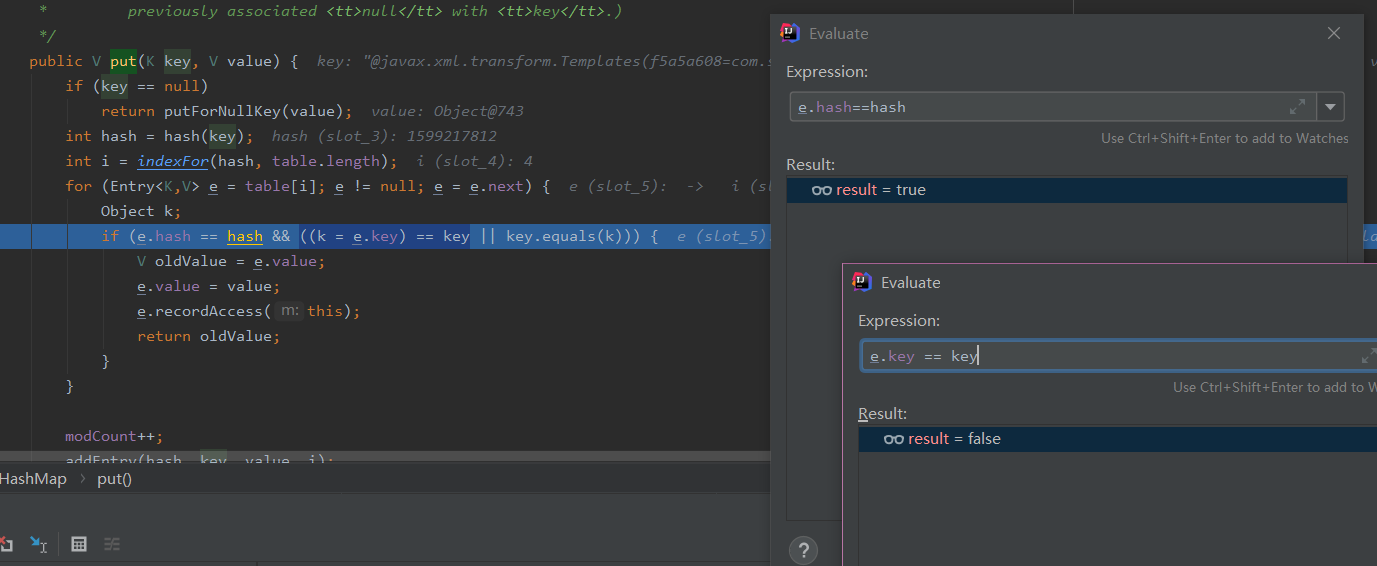 *       previously associated <tt>null</tt> with <tt>key</tt>.)
*/
public V put(K key, V value) {  key: "@javax.xml.transform.Templates(f5a5a608=com.s
if (key == null)
return putForNullKey(value);  value: Object@743
int hash = hash(key);  hash (slot_3): 1599217812
int i = indexFor(hash, table.length);  i (slot_4): 4
for (Entry<K,V> e = table[i]; e != null; e = e.next) {  e (slot_5):  ->   i (sl
Object k;
if (e.hash == hash && ((k = e.key) == key || key.equals(k))) {  e (slot_5)
V oldValue = e.value;
e.value = value;
e.recordAccess( m: this);
return oldValue;
}
}
modCount++;
addEntry(hash, key, value, i);
HashMap > put()
Evaluate
Expression:
e.hash==hash
Use Ctrl+Shift+Enter to add to Watches
Result:
result = true
Evaluate
Expression:
e.key == key
Use Ctrl+Shift+Enter to add to W
Result:
result = false
?